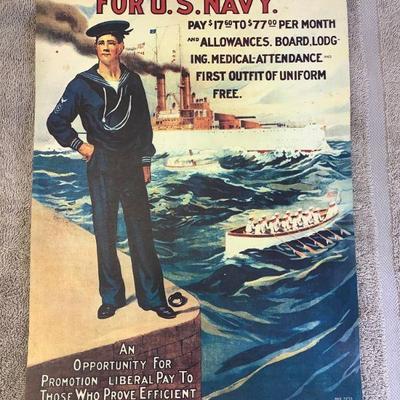 FOR U.S. NAVY.
PAY $17.60 TO $77.00 PER MONTH
AND ALLOWANCES. BOARD, LODG-
ING. MEDICAL-ATTENDANCE AND
FIRST OUTFIT OF UNIFORM
FREE.
AN
OPPORTUNITY FOR
PROMOTION LIBERAL PAY TO
THOSE WHO PROVE EFFICIENT